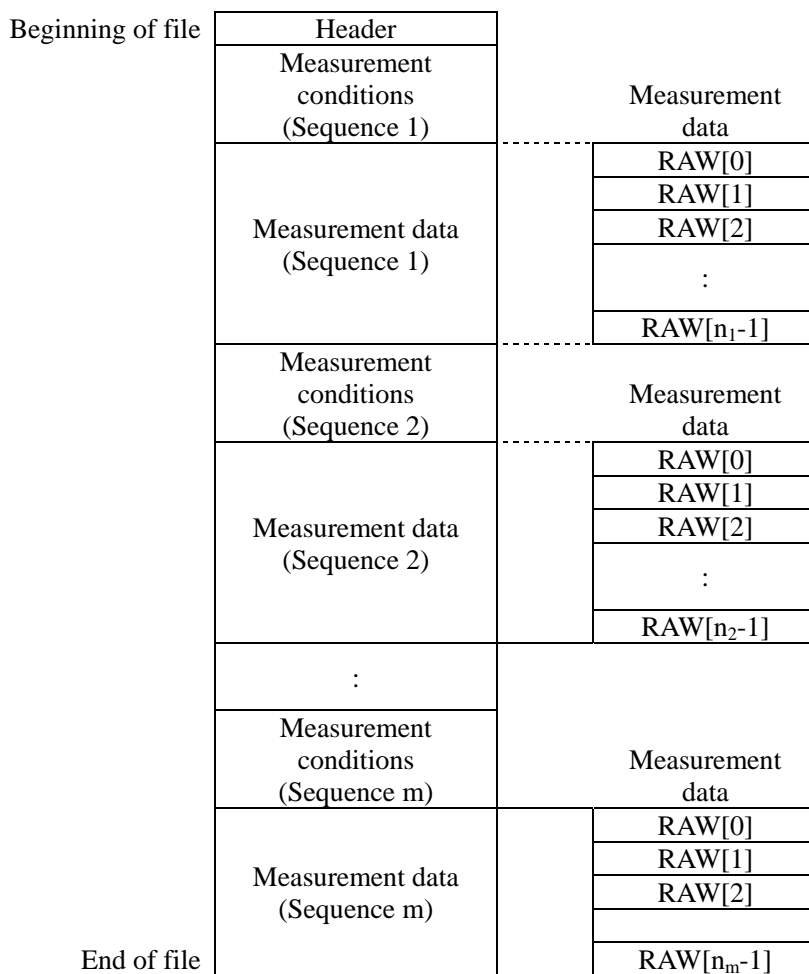 Beginning of file
Header
Measurement
conditions
(Sequence 1)
Measurement
data
RAW[0]
RAW[1]
RAW[2]
:
RAW[n₁-1]
Measurement data
(Sequence 1)
Measurement
conditions
(Sequence 2)
Measurement
data
RAW[0]
RAW[1]
RAW[2]
:
RAW[n₂-1]
Measurement data
(Sequence 2)
:
Measurement
conditions
(Sequence m)
Measurement
data
RAW[0]
RAW[1]
RAW[2]
Measurement data
(Sequence m)
End of file
RAW[nₘ-1]